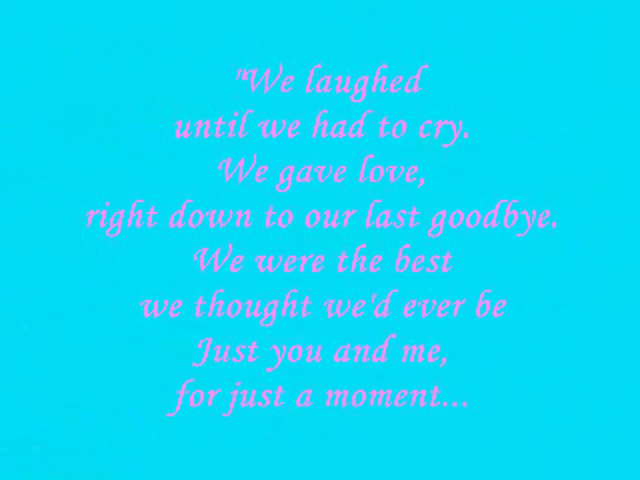 "We laughed
until we had to cry.
We gave love,
right down to our last goodbye.
We were the best
we thought we'd ever be
Just you and me,
for just a moment...